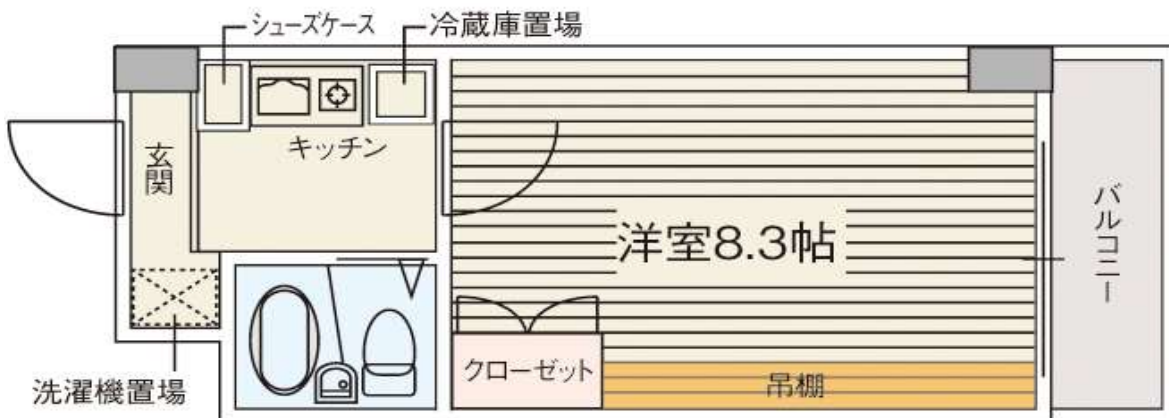 シューズケース
冷蔵庫置場
キッチン
玄関
洋室8.3帖
バルコニー
クローゼット
吊棚
洗濯機置場